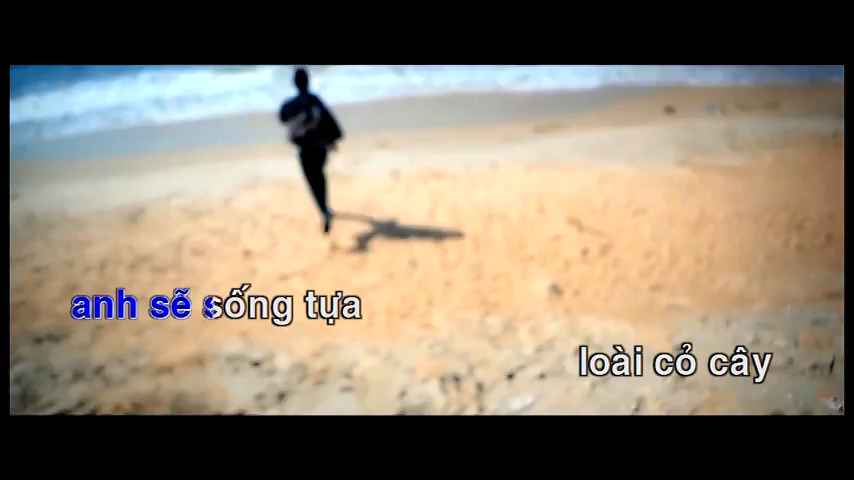 anh sẽ sống tựa
loài cỏ cây